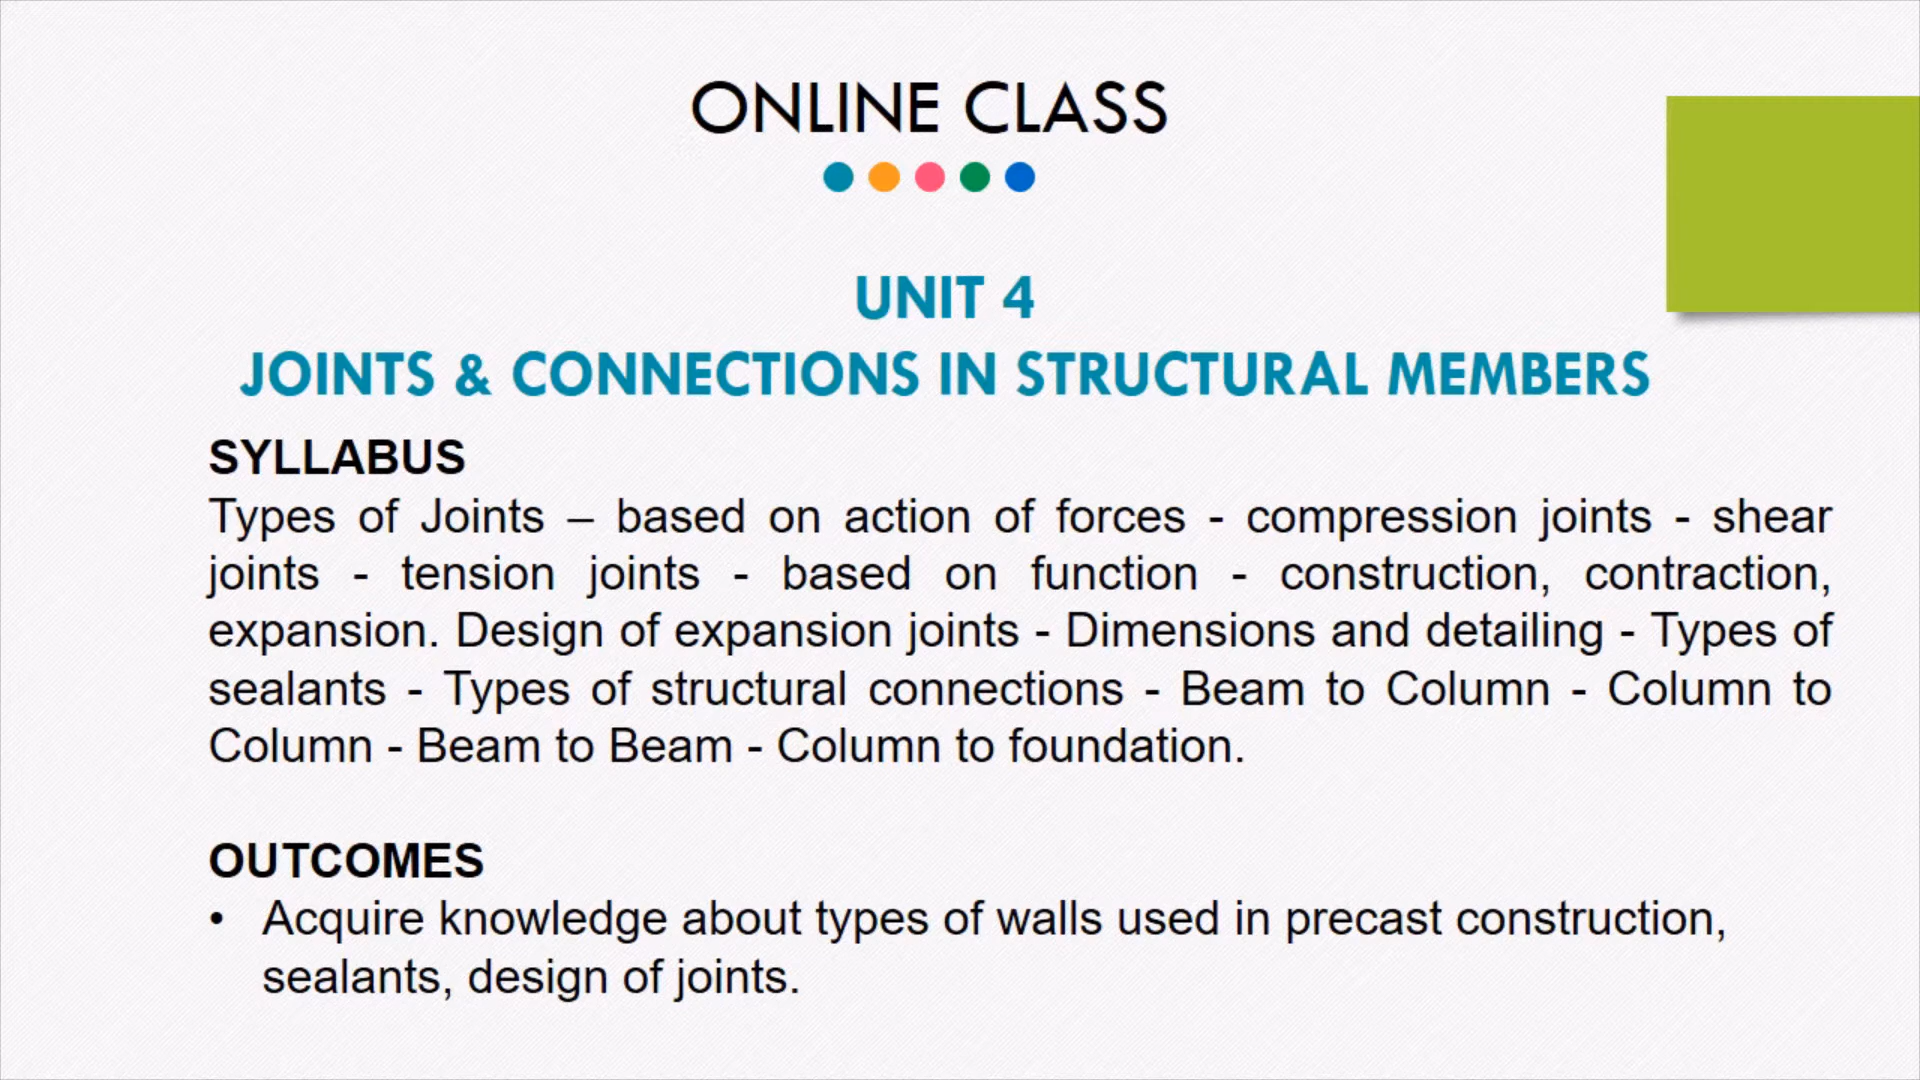 ONLINE CLASS
UNIT 4
JOINTS & CONNECTIONS IN STRUCTURAL MEMBERS
SYLLABUS
Types of Joints – based on action of forces - compression joints - shear
joints - tension joints - based on function - construction, contraction,
expansion. Design of expansion joints - Dimensions and detailing - Types of
sealants - Types of structural connections - Beam to Column - Column to
Column - Beam to Beam - Column to foundation.
OUTCOMES
• Acquire knowledge about types of walls used in precast construction,
sealants, design of joints.